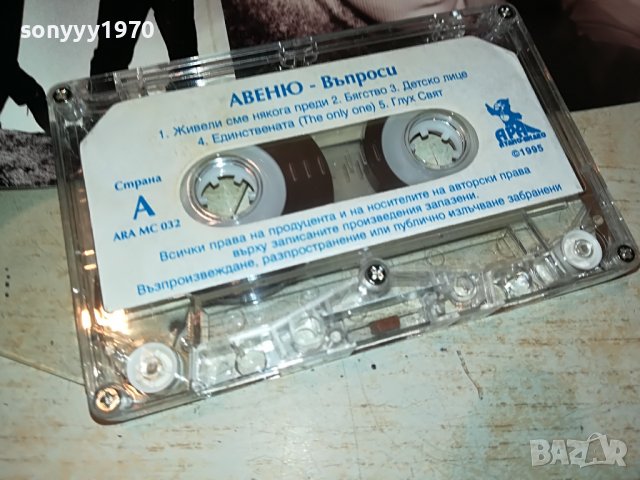 sonyyy1970
АВЕНЮ - Въпроси
1. Живели сме някога преди 2. Бягство 3. Детско лице
4. Единствената (The only one) 5. Глух Свят
©1995
Страна
A
ARA MC 032
Всички права на продуцента и на носителите на авторски права
върху записаните произведения запазени.
Възпроизвеждане, разпространение или публично излъчване забранени
BAZAR